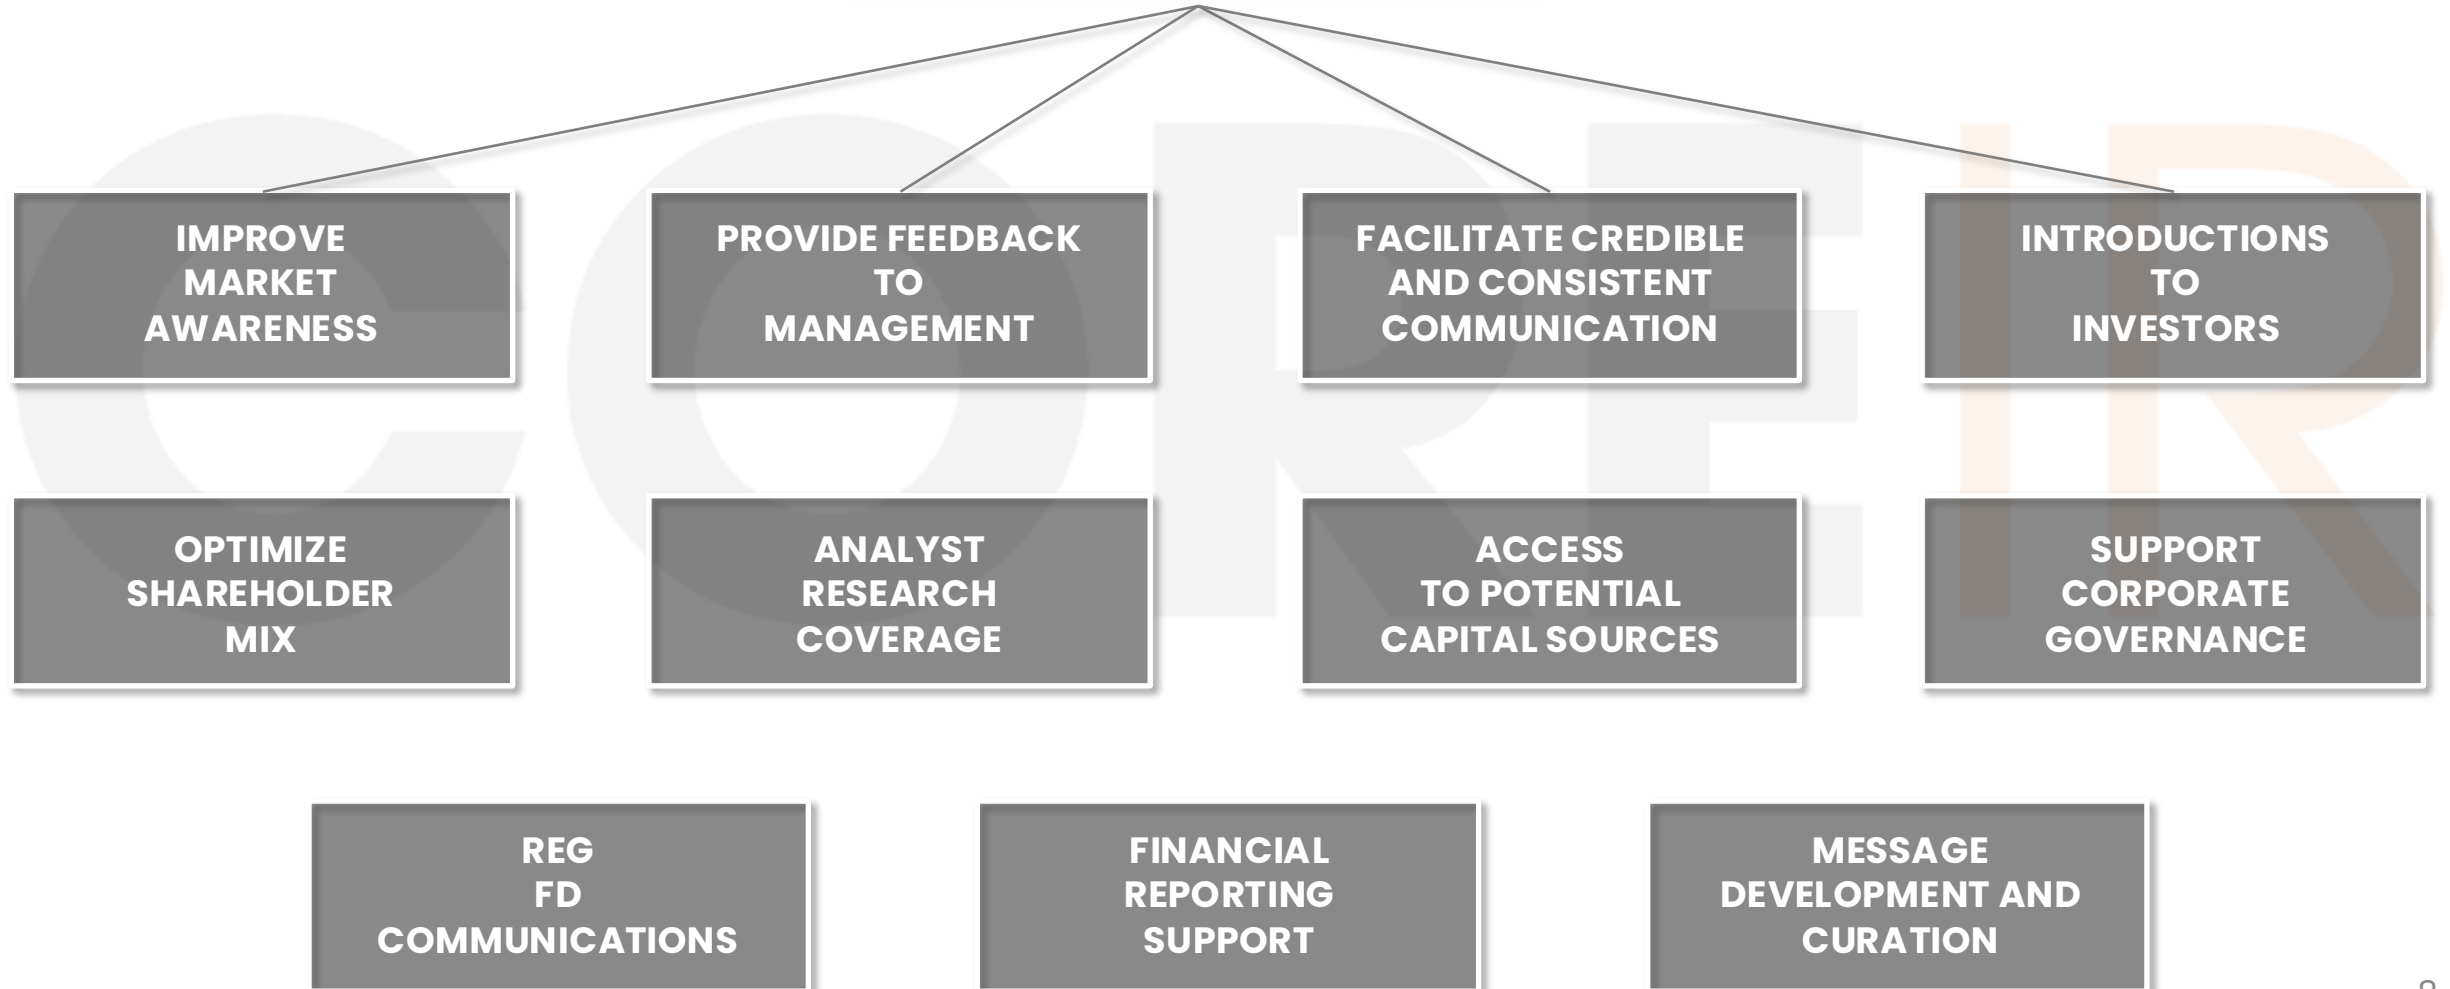 IMPROVE
MARKET
AWARENESS
PROVIDE FEEDBACK
TO
MANAGEMENT
FACILITATE CREDIBLE
AND CONSISTENT
COMMUNICATION
INTRODUCTIONS
TO
INVESTORS
OPTIMIZE
SHAREHOLDER
MIX
ANALYST
RESEARCH
COVERAGE
ACCESS
TO POTENTIAL
CAPITAL SOURCES
SUPPORT
CORPORATE
GOVERNANCE
REG
FD
COMMUNICATIONS
FINANCIAL
REPORTING
SUPPORT
MESSAGE
DEVELOPMENT AND
CURATION
COREIR